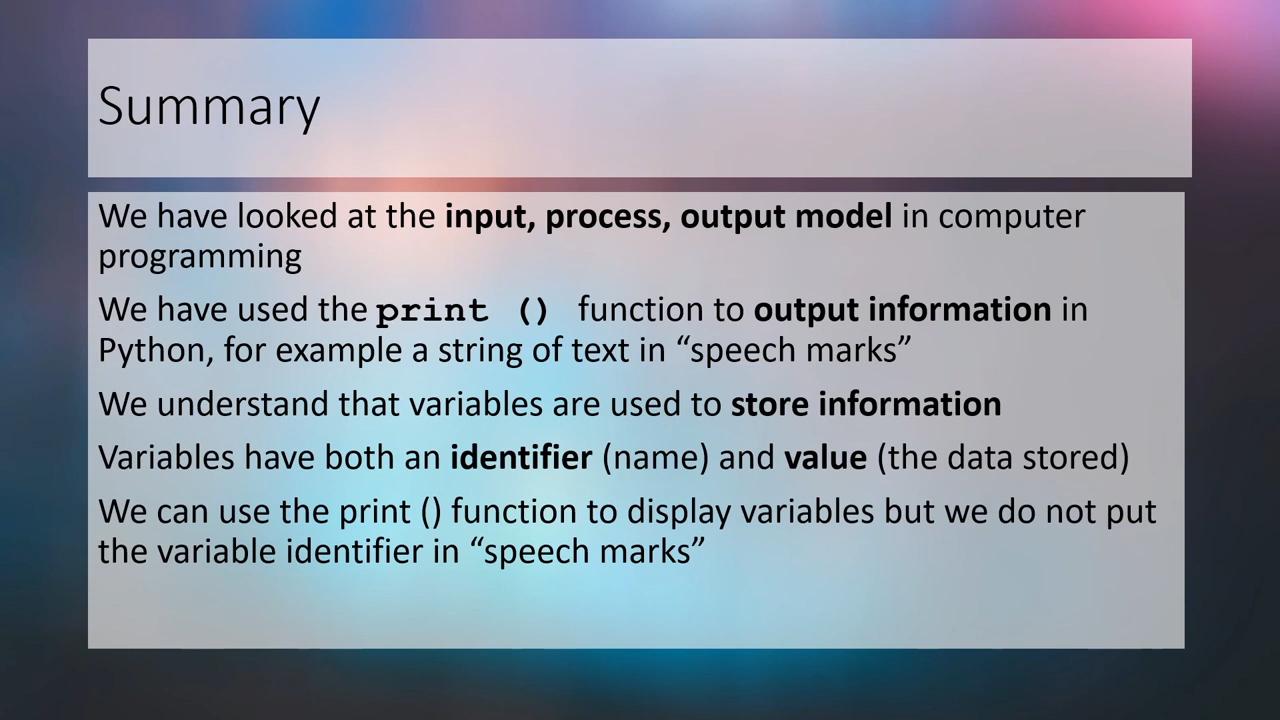 Summary
We have looked at the input, process, output model in computer
programming
We have used the print () function to output information in
Python, for example a string of text in “speech marks”
We understand that variables are used to store information
Variables have both an identifier (name) and value (the data stored)
We can use the print () function to display variables but we do not put
the variable identifier in “speech marks”